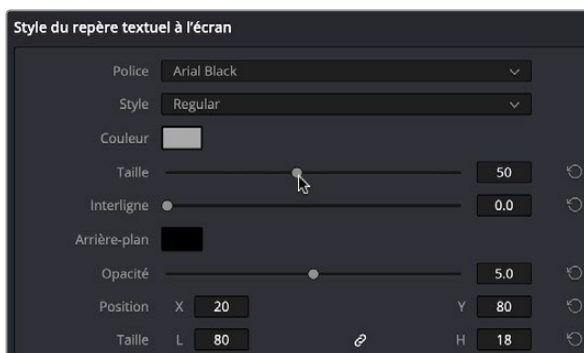 Style du repère textuel à l'écran
Police Arial Black
Style Regular
Couleur
Taille 50
Interligne 0.0
Arrière-plan
Opacité 5.0
Position X 20 Y 80
Taille L 80 H 18